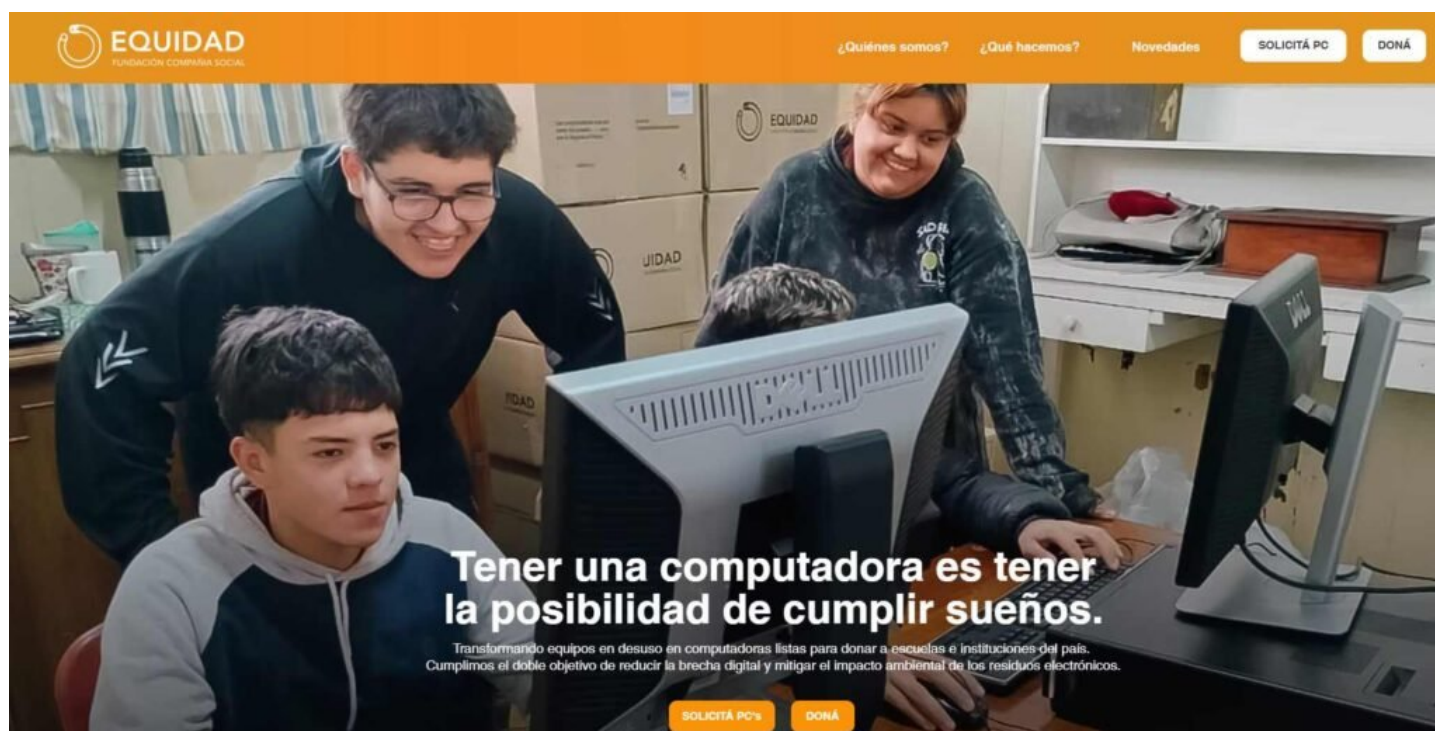 EQUIDAD
FUNDACIÓN COMPAÑÍA SOCIAL
¿Quiénes somos?
¿Qué hacemos?
Novedades
SOLICITÁ PC
DONÁ
EQUIDAD
UIDAD
IDAD
DELL
Tener una computadora es tener
la posibilidad de cumplir sueños.
Transformando equipos en desuso en computadoras listas para donar a escuelas e instituciones del país.
Cumplimos el doble objetivo de reducir la brecha digital y mitigar el impacto ambiental de los residuos electrónicos.
SOLICITÁ PC's
DONÁ